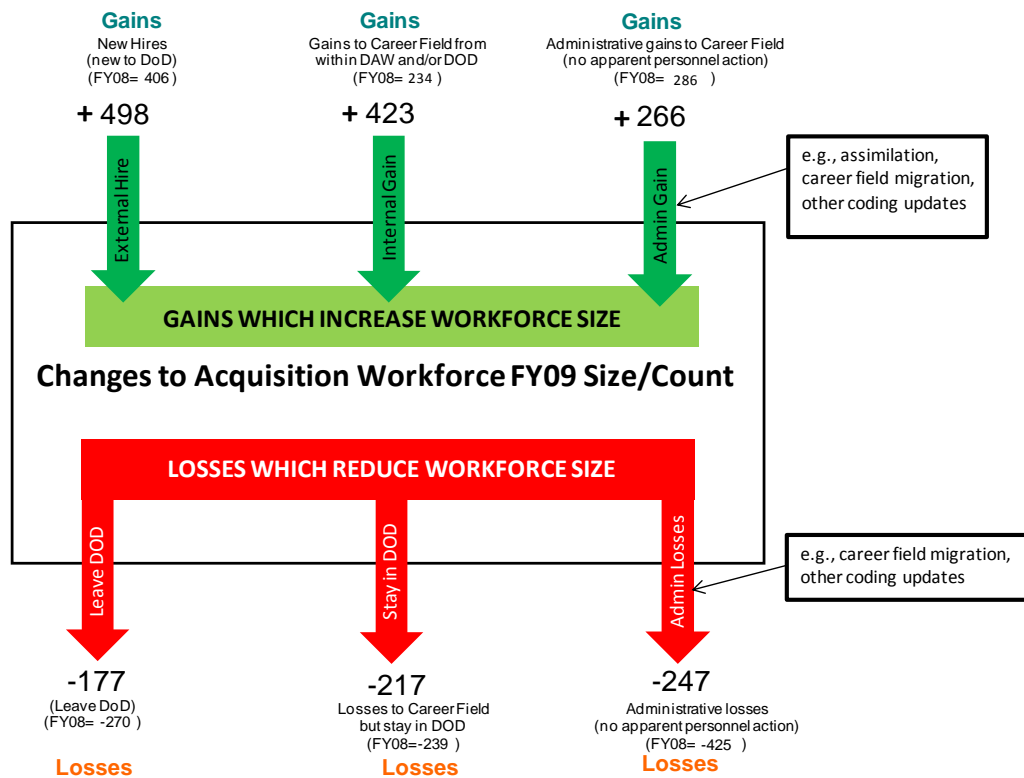 Gains
New Hires
(new to DoD)
(FY08= 406 )
+ 498
Gains
Gains to Career Field from
within DAW and/or DOD
(FY08= 234 )
+ 423
Gains
Administrative gains to Career Field
(no apparent personnel action)
(FY08= 286 )
+ 266
e.g., assimilation,
career field migration,
other coding updates
External Hire
Internal Gain
Admin Gain
GAINS WHICH INCREASE WORKFORCE SIZE
Changes to Acquisition Workforce FY09 Size/Count
LOSSES WHICH REDUCE WORKFORCE SIZE
Leave DOD
Stay in DOD
Admin Losses
e.g., career field migration,
other coding updates
-177
(Leave DoD)
(FY08= -270 )
Losses
-217
Losses to Career Field
but stay in DOD
(FY08=-239 )
Losses
-247
Administrative losses
(no apparent personnel action)
(FY08= -425 )
Losses